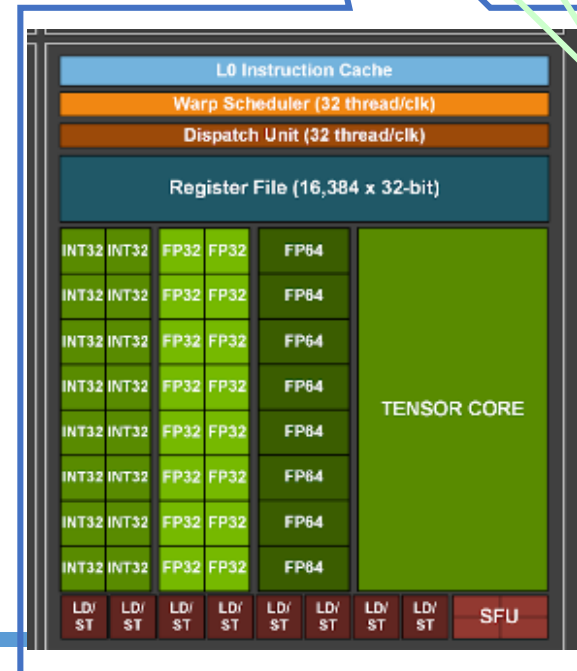 L0 Instruction Cache
Warp Scheduler (32 thread/clk)
Dispatch Unit (32 thread/clk)
Register File (16,384 x 32-bit)
INT32 INT32 FP32 FP32 FP64
INT32 INT32 FP32 FP32 FP64
INT32 INT32 FP32 FP32 FP64
INT32 INT32 FP32 FP32 FP64
TENSOR CORE
INT32 INT32 FP32 FP32 FP64
INT32 INT32 FP32 FP32 FP64
INT32 INT32 FP32 FP32 FP64
INT32 INT32 FP32 FP32 FP64
LD/ LD/ LD/ LD/ LD/ LD/ LD/ LD/ SFU
ST ST ST ST ST ST ST ST